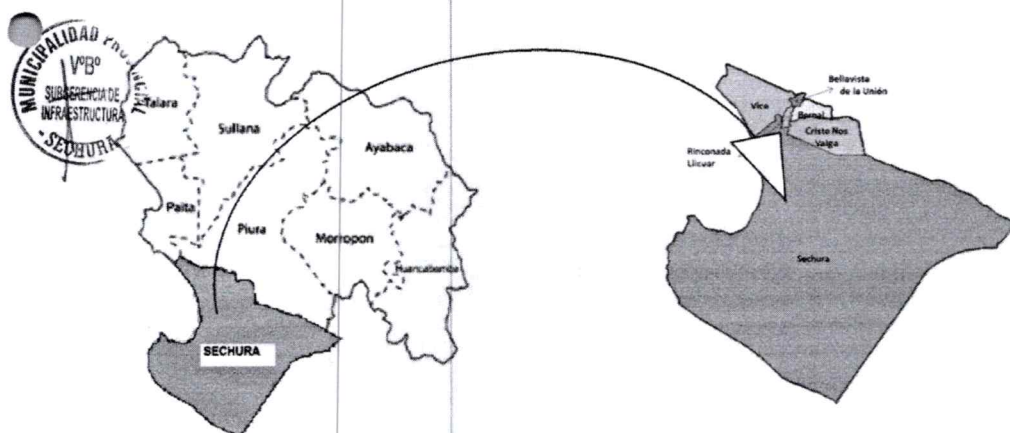 MUNICIPALIDAD PROVINCIAL
VºBº
SUBGERENCIA DE
INFRAESTRUCTURA
- SECHURA
Talara
Sullana
Ayabaca
Paita
Piura
Morropon
Huancabamba
SECHURA
Bellavista
de la Unión
Vice
Bernal
Cristo Nos
Valga
Rinconada
Llicuar
Sechura